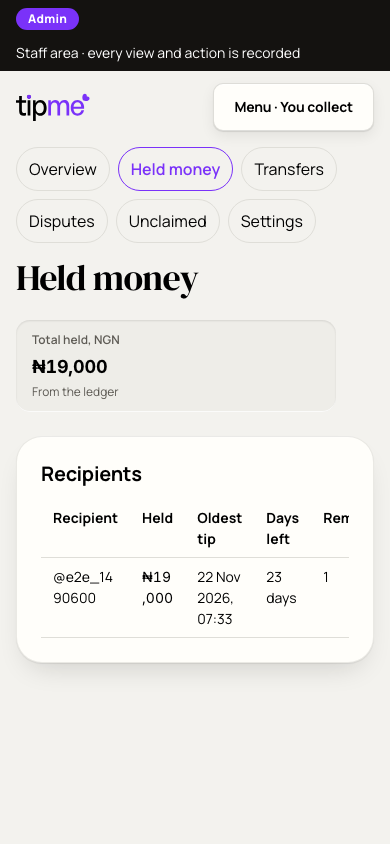 Admin
Staff area · every view and action is recorded
tipme
Menu · You collect
Overview
Held money
Transfers
Disputes
Unclaimed
Settings
Held money
Total held, NGN
₦19,000
From the ledger
Recipients
Recipient Held Oldest tip Days left Rem
@e2e_1490600 ₦19,000 22 Nov 2026, 07:33 23 days 1